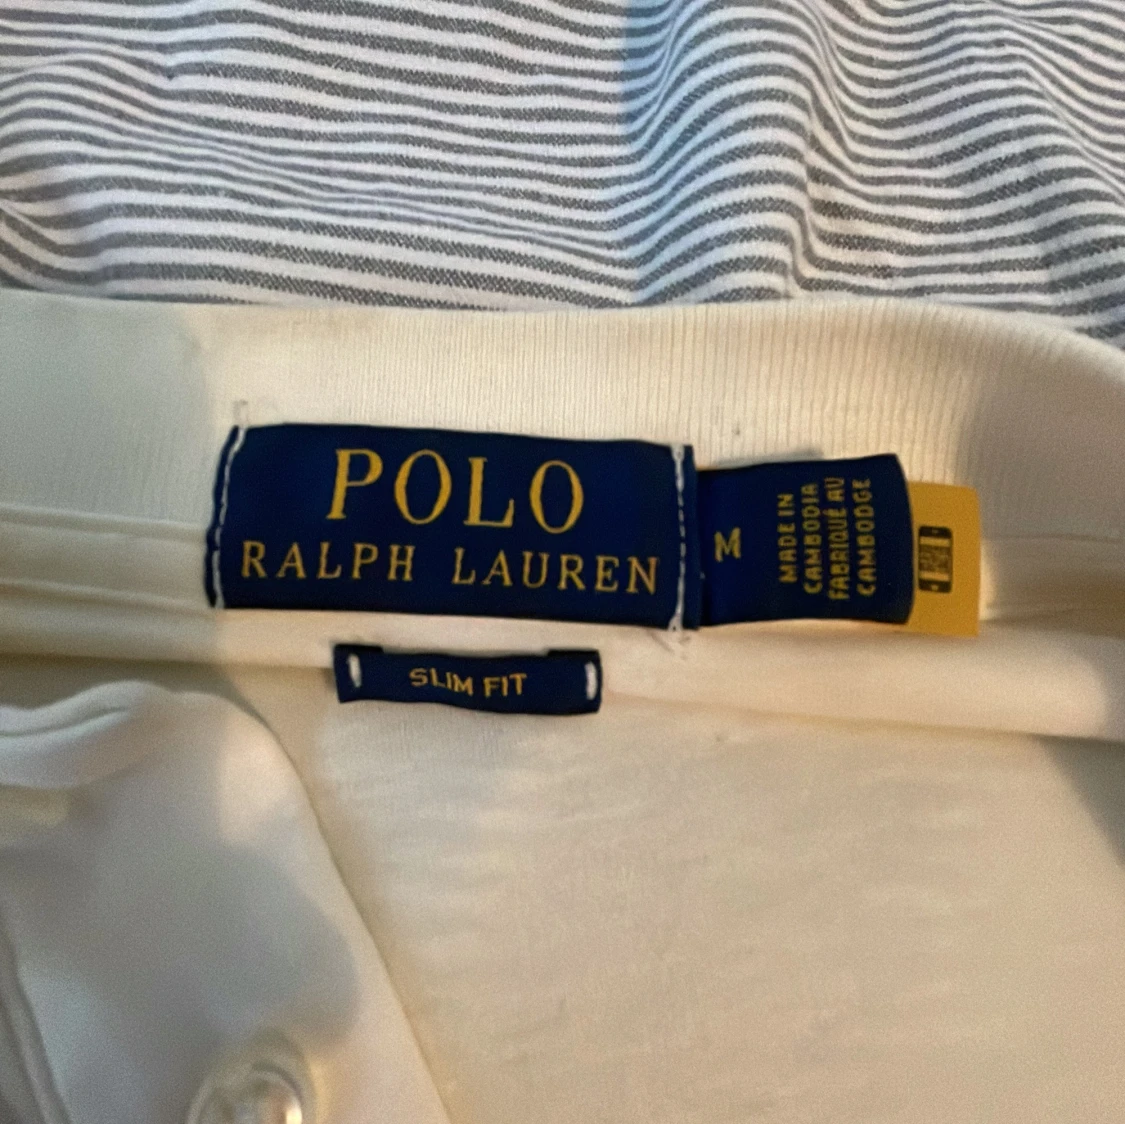 POLO
RALPH LAUREN
M
MADE IN
CAMBODIA
FABRIQUÉ AU
CAMBODGE
SLIM FIT